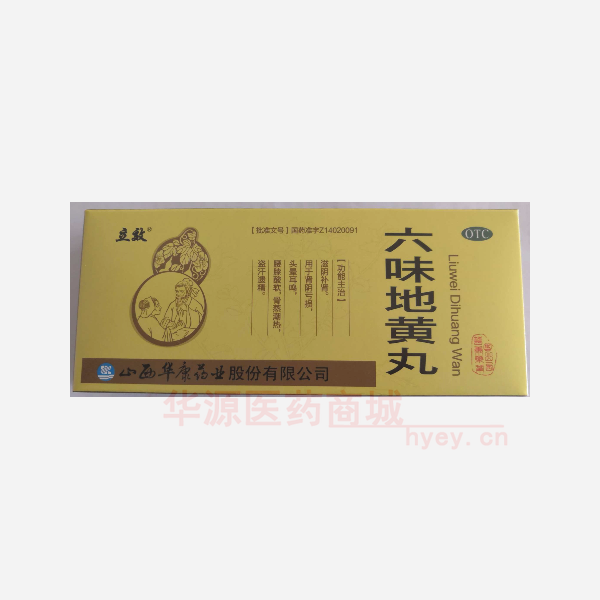 立效®
【批准文号】国药准字Z14020091
OTC
六味地黄丸
Liuwei Dihuang Wan
【功能主治】
滋阴补肾。
用于肾阴亏损，
头晕耳鸣，
腰膝酸软，骨蒸潮热，
盗汗遗精。
山西华康药业股份有限公司
华源医药商城
hyey.cn